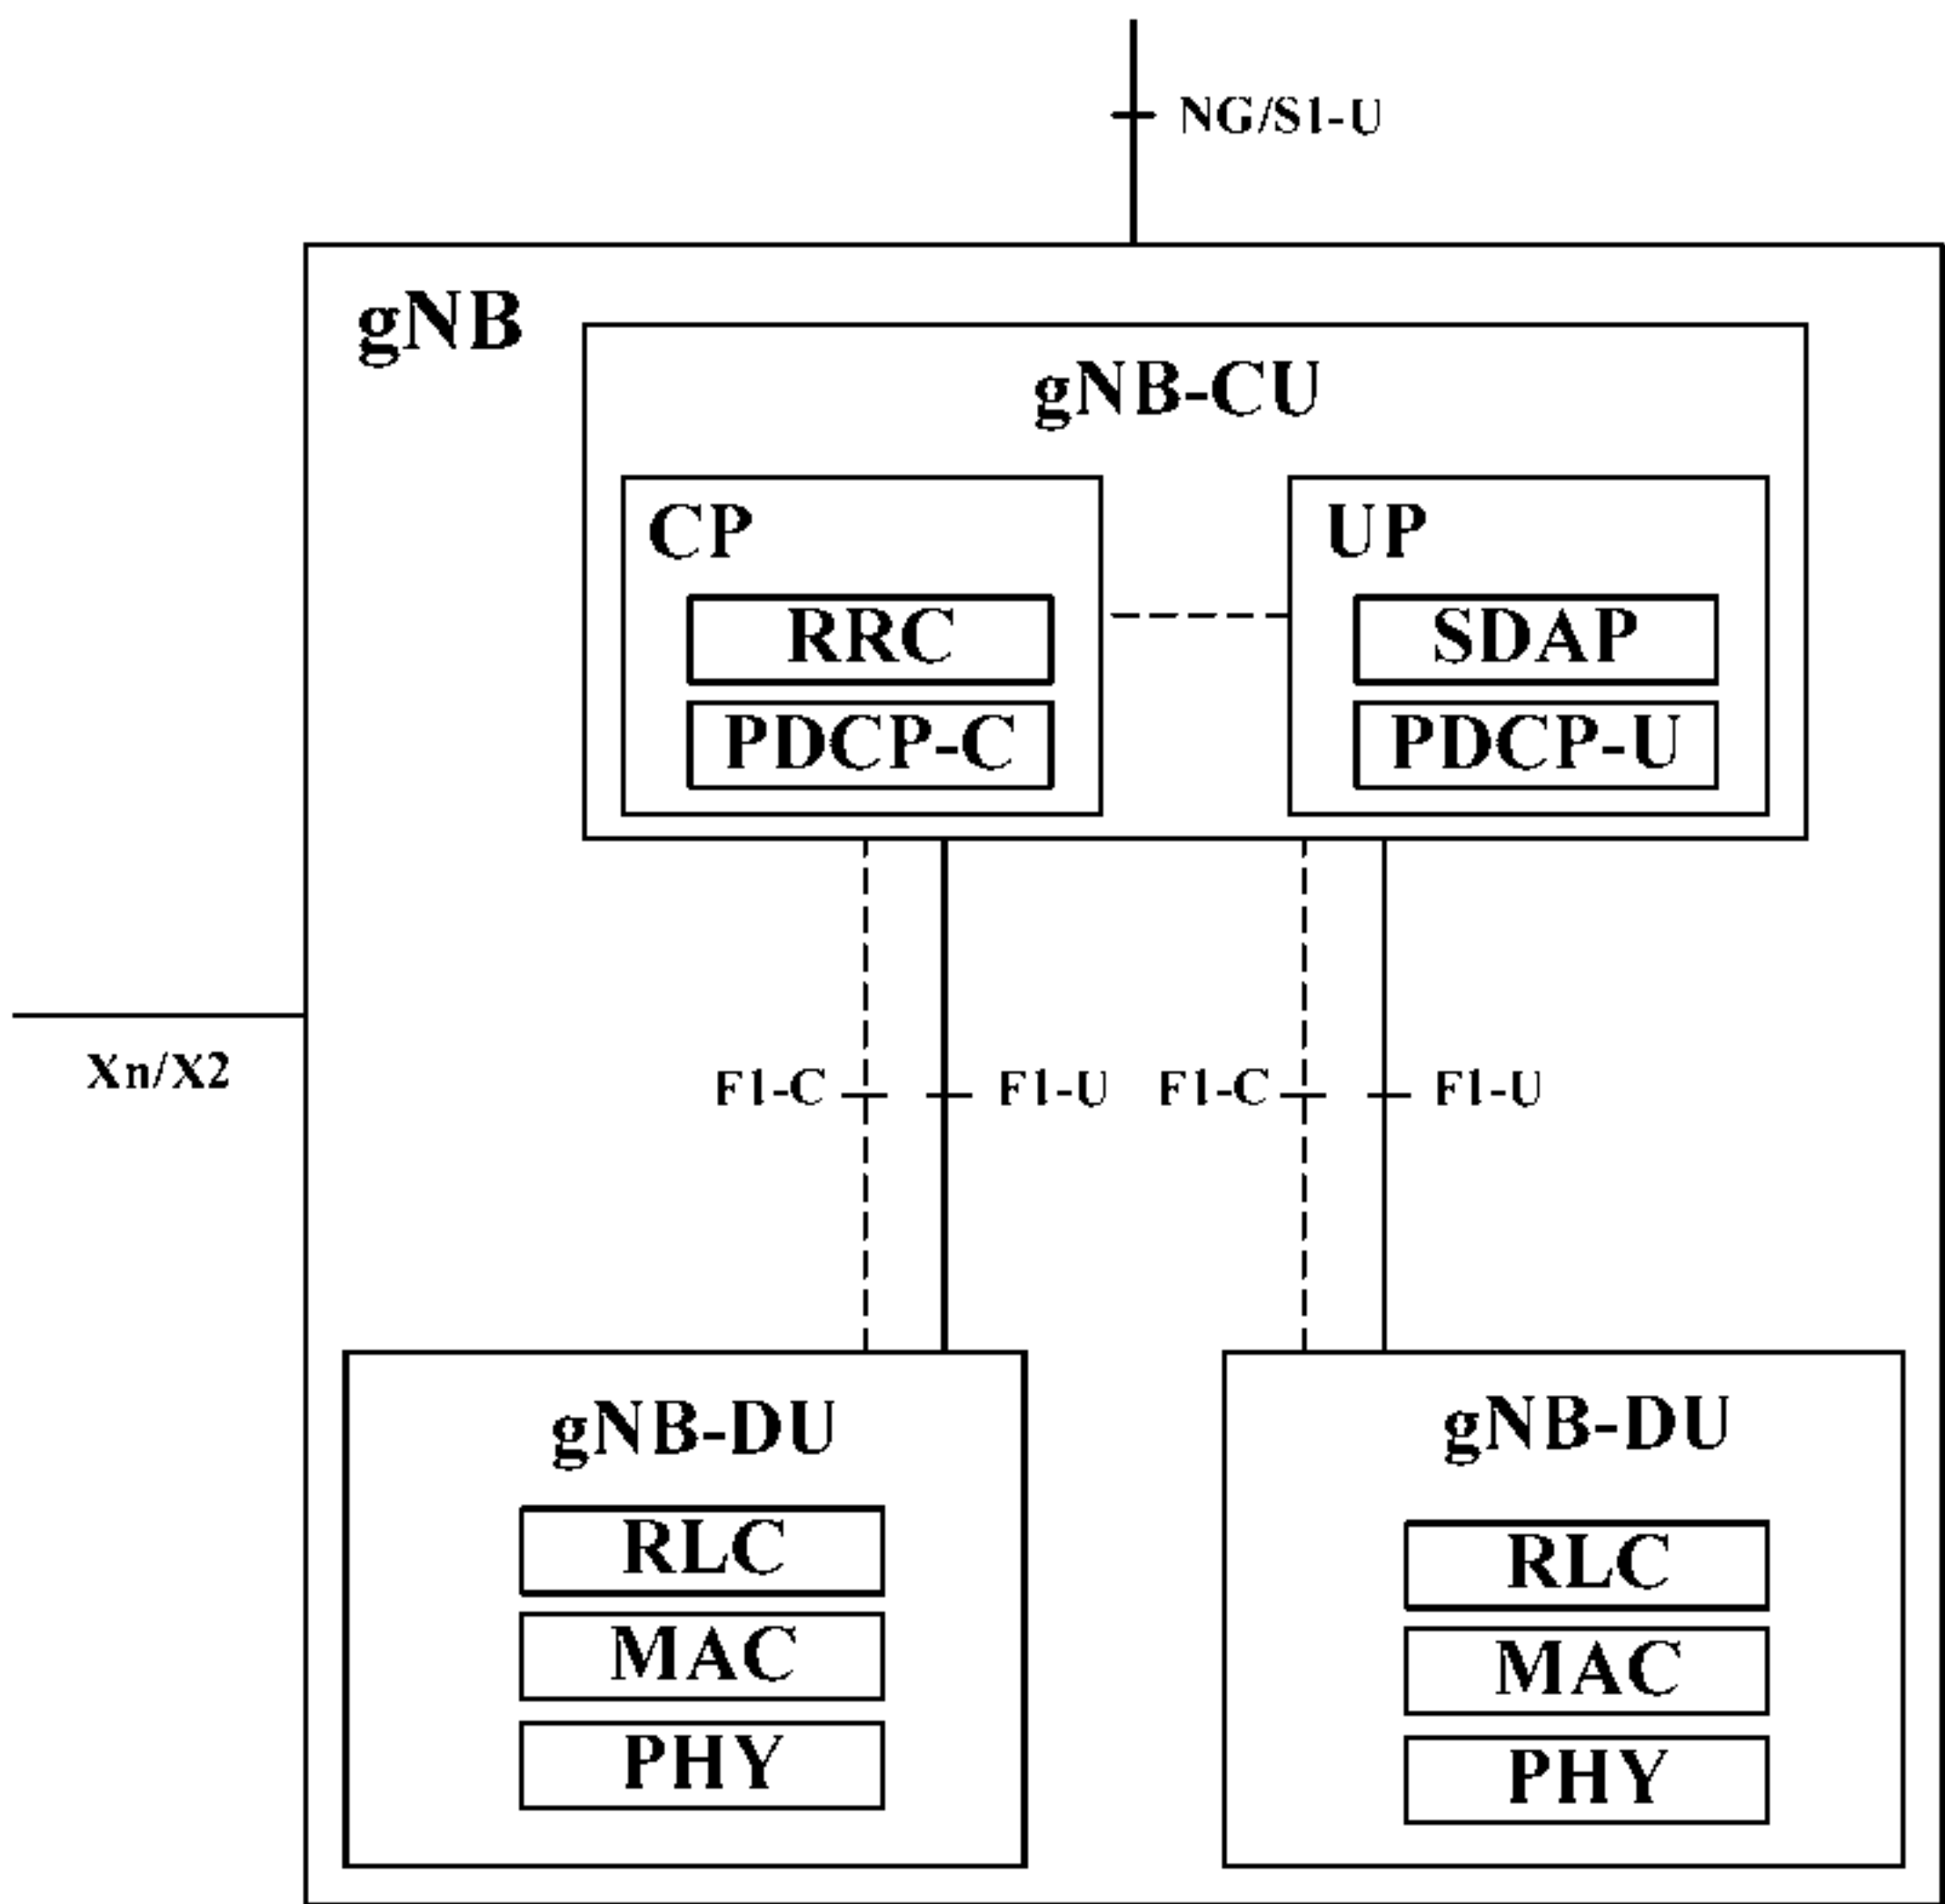 NG/S1-U
gNB
gNB-CU
CP
UP
RRC
SDAP
PDCP-C
PDCP-U
Xn/X2
F1-C
F1-U
F1-C
F1-U
gNB-DU
gNB-DU
RLC
RLC
MAC
MAC
PHY
PHY